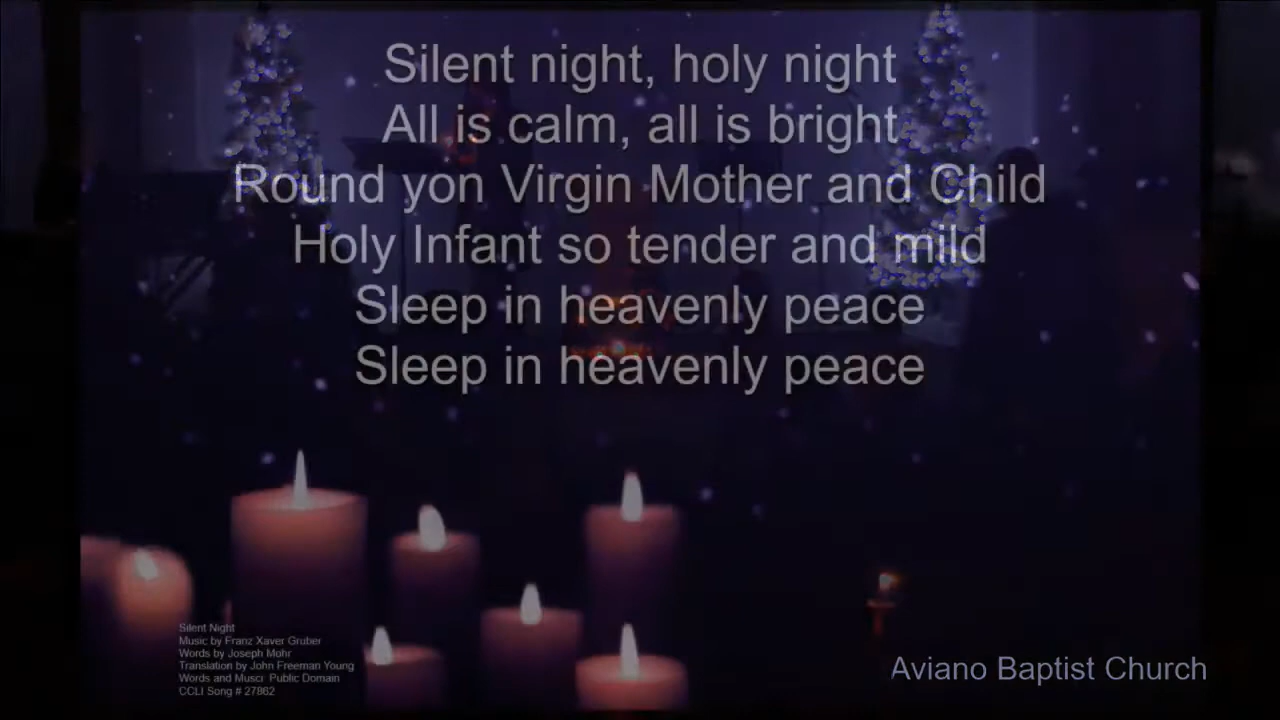 Silent night, holy night
All is calm, all is bright
Round yon Virgin Mother and Child
Holy Infant so tender and mild
Sleep in heavenly peace
Sleep in heavenly peace
Silent Night
Music by Franz Xaver Gruber
Words by Joseph Mohr
Translation by John Freeman Young
Words and Musci Public Domain
CCLI Song # 27862
Aviano Baptist Church